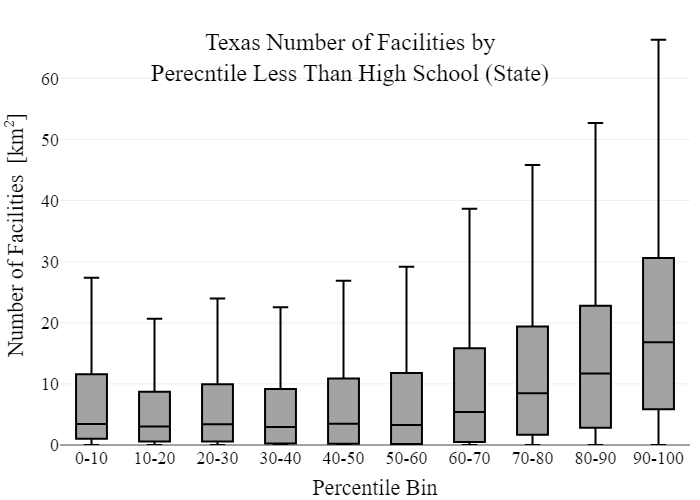 Texas Number of Facilities by
Perecntile Less Than High School (State)
Number of Facilities [km²]
60
50
40
30
20
10
0
0-10 10-20 20-30 30-40 40-50 50-60 60-70 70-80 80-90 90-100
Percentile Bin